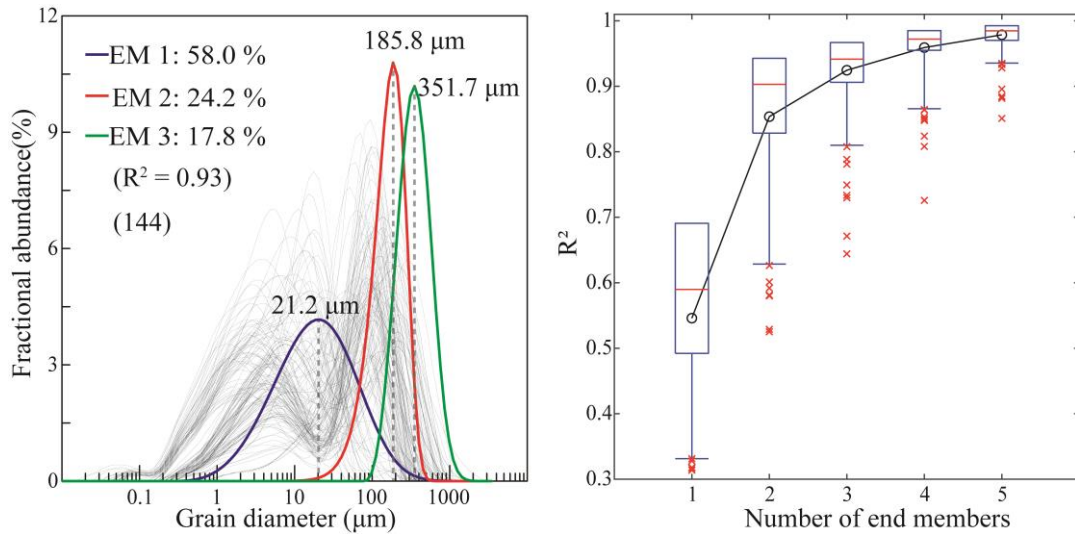 Fractional abundance(%)
12
9
6
3
0
EM 1: 58.0 %
EM 2: 24.2 %
EM 3: 17.8 %
(R² = 0.93)
(144)
185.8 μm
351.7 μm
21.2 μm
0.1 1 10 100 1000
Grain diameter (μm)
R²
1
0.9
0.8
0.7
0.6
0.5
0.4
0.3
1 2 3 4 5
Number of end members